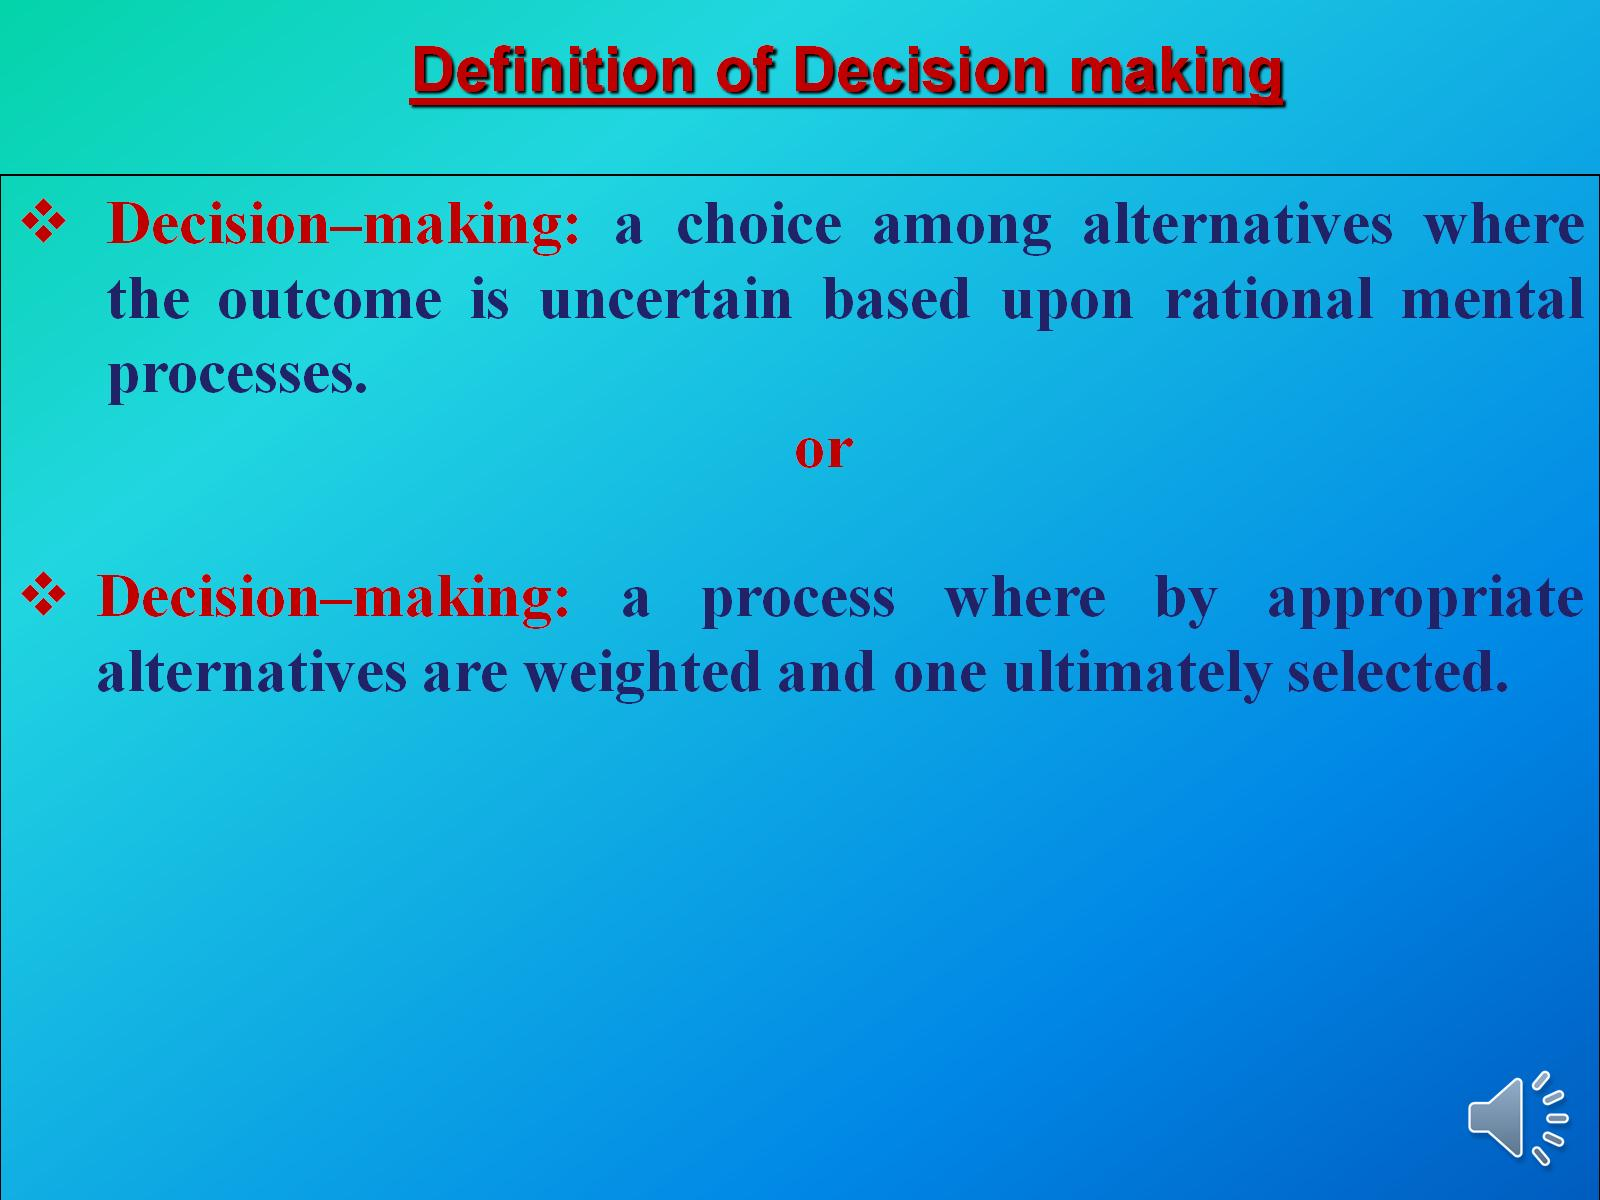 Definition of Decision making
❖ Decision–making: a choice among alternatives where
the outcome is uncertain based upon rational mental
processes.
or
❖ Decision–making: a process where by appropriate
alternatives are weighted and one ultimately selected.